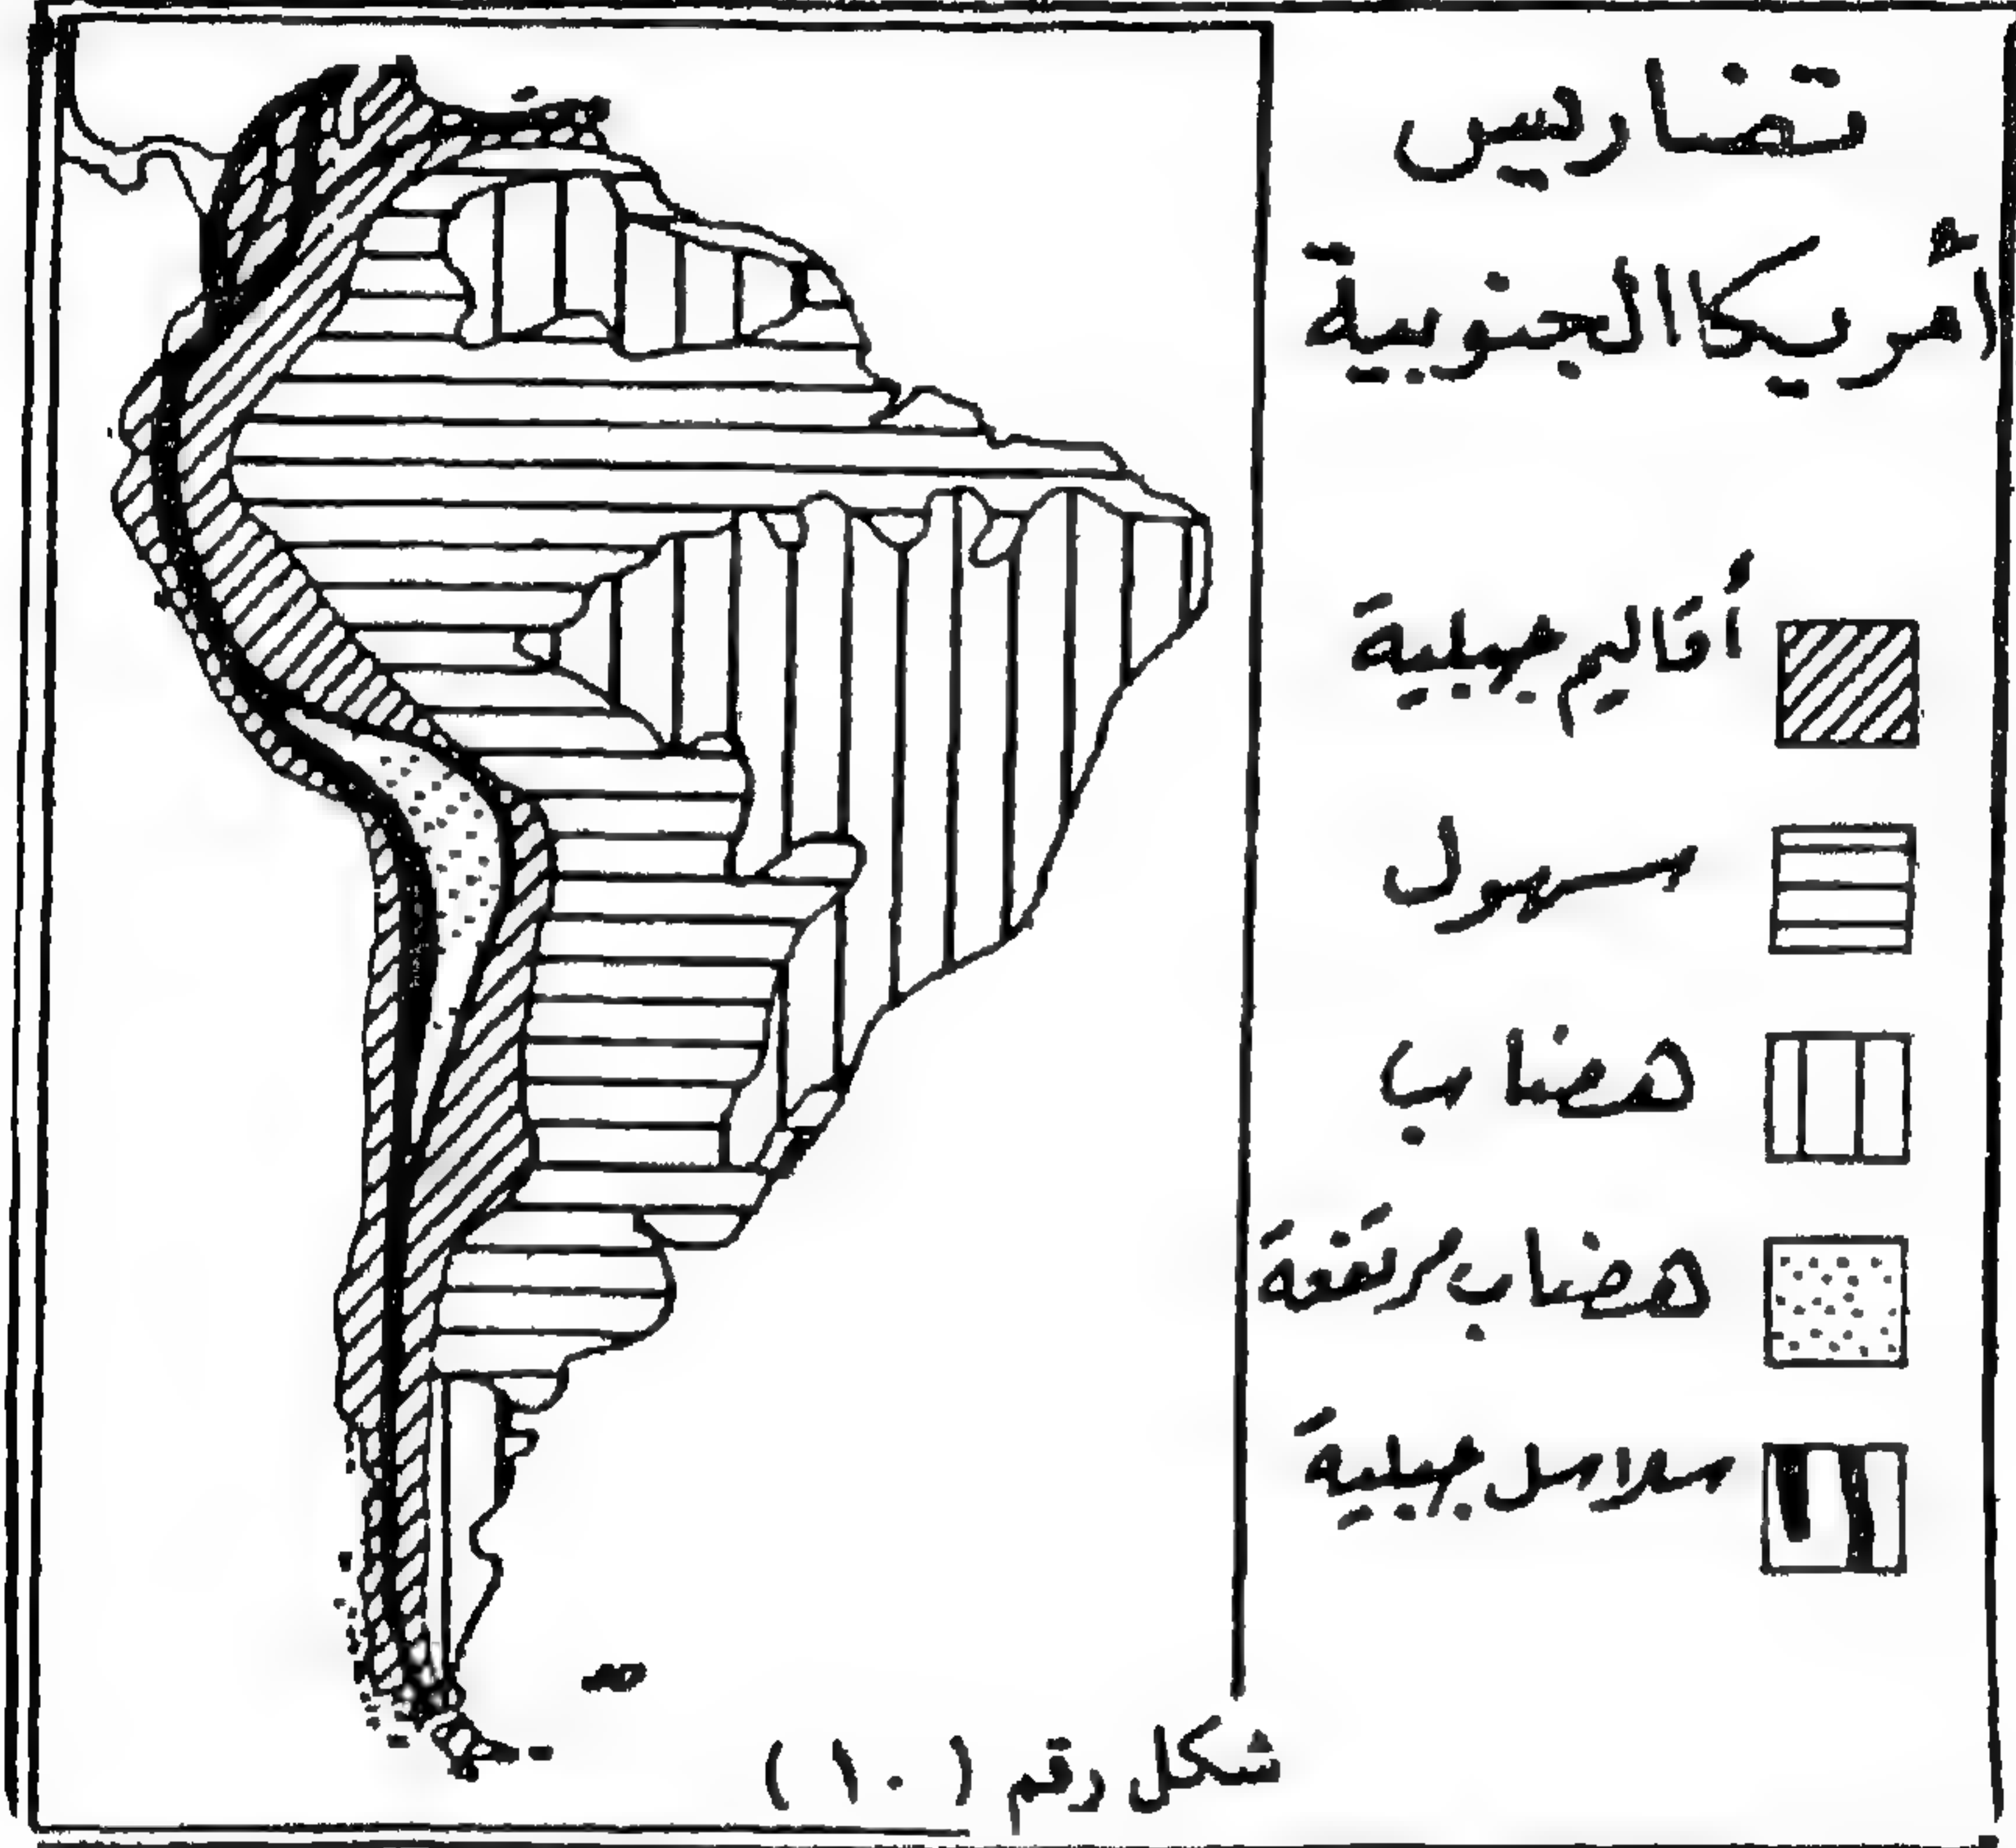 تضاريس
أمريكا الجنوبية
أقاليم جبلية
سهول
هضاب
هضاب مرتفعة
سلاسل جبلية
شكل رقم (١٠)